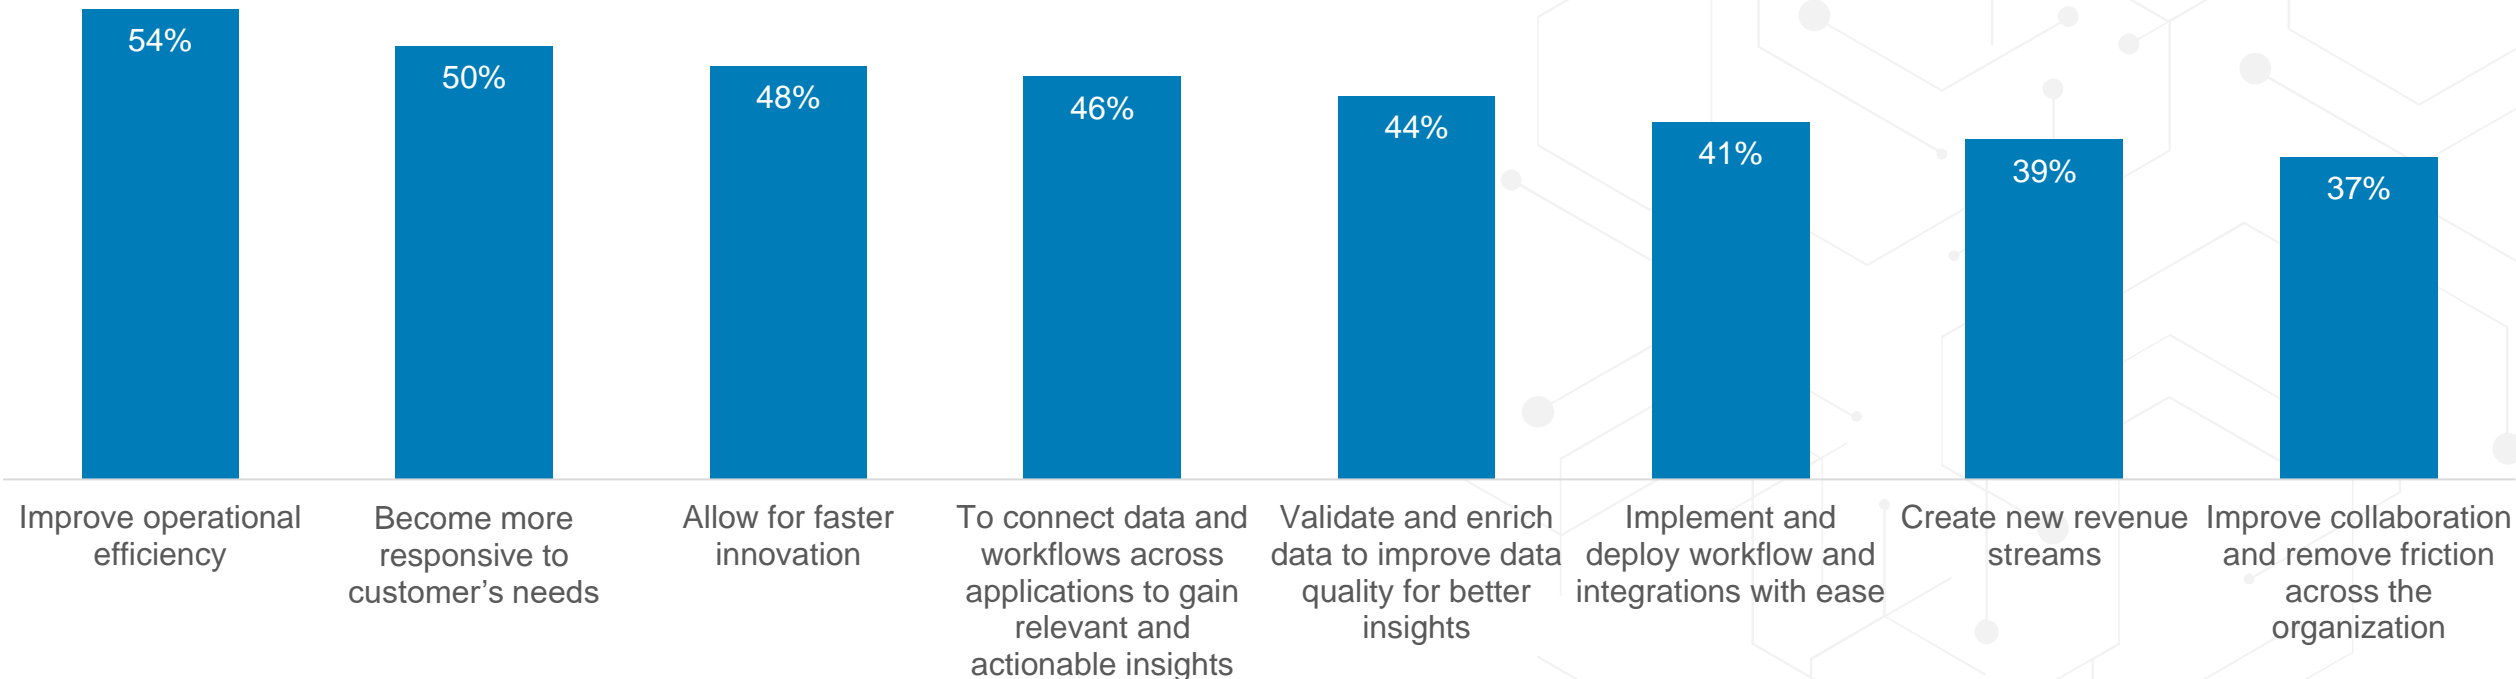 54%
50%
48%
46%
44%
41%
39%
37%
Improve operational
efficiency
Become more
responsive to
customer’s needs
Allow for faster
innovation
To connect data and
workflows across
applications to gain
relevant and
actionable insights
Validate and enrich
data to improve data
quality for better
insights
Implement and
deploy workflow and
integrations with ease
Create new revenue
streams
Improve collaboration
and remove friction
across the
organization